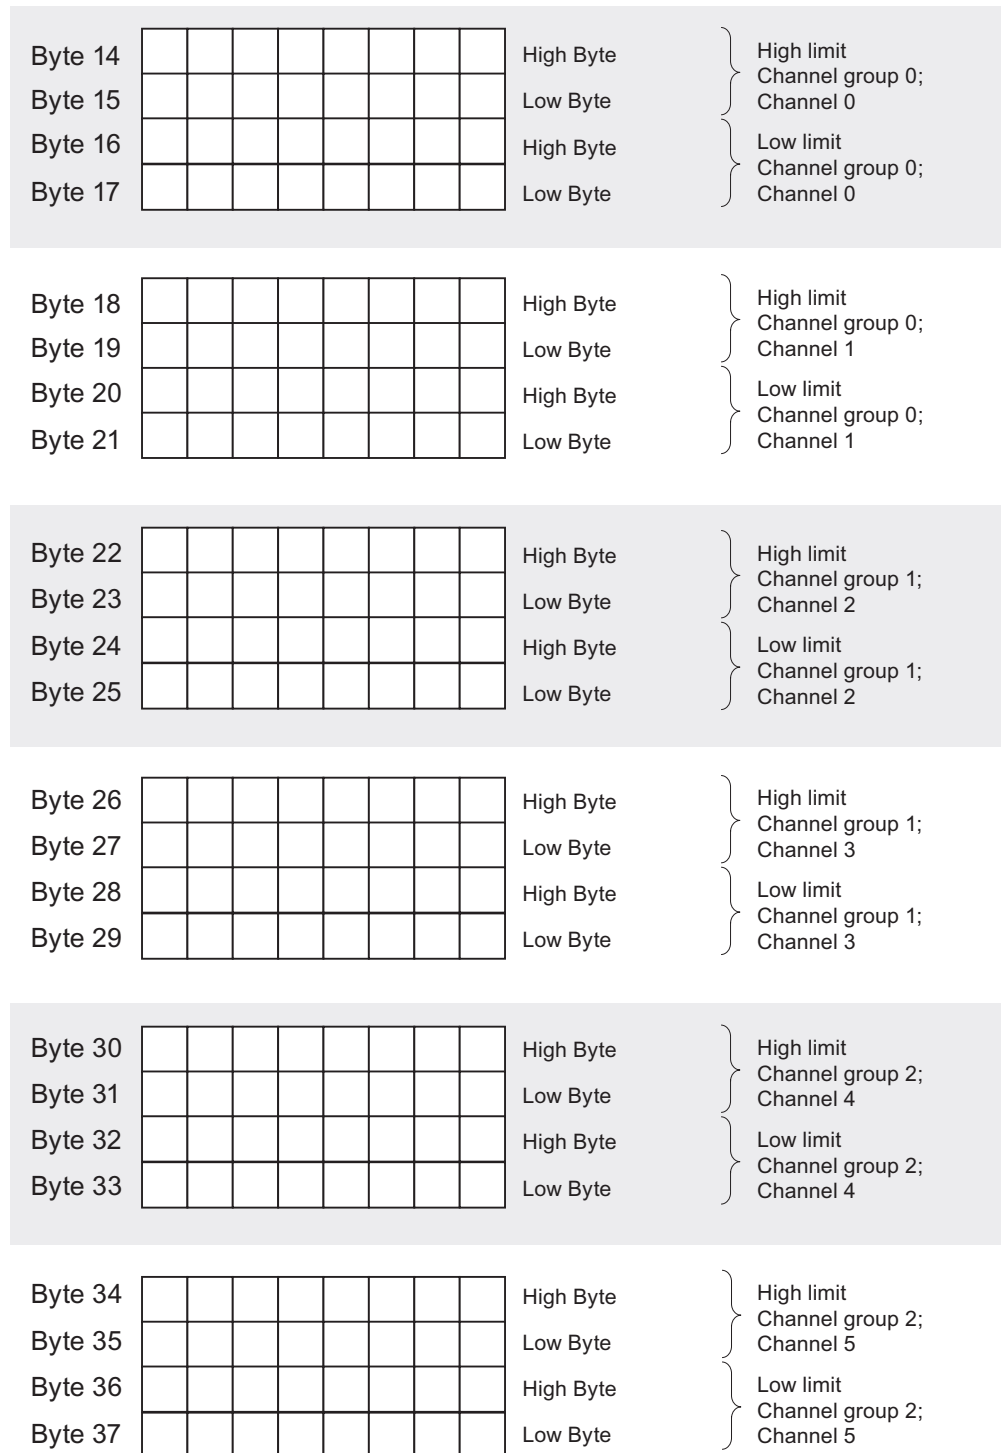 Byte 14 High Byte High limit
Channel group 0;
Byte 15 Low Byte Channel 0
Byte 16 High Byte Low limit
Channel group 0;
Byte 17 Low Byte Channel 0
Byte 18 High Byte High limit
Channel group 0;
Byte 19 Low Byte Channel 1
Byte 20 High Byte Low limit
Channel group 0;
Byte 21 Low Byte Channel 1
Byte 22 High Byte High limit
Channel group 1;
Byte 23 Low Byte Channel 2
Byte 24 High Byte Low limit
Channel group 1;
Byte 25 Low Byte Channel 2
Byte 26 High Byte High limit
Channel group 1;
Byte 27 Low Byte Channel 3
Byte 28 High Byte Low limit
Channel group 1;
Byte 29 Low Byte Channel 3
Byte 30 High Byte High limit
Channel group 2;
Byte 31 Low Byte Channel 4
Byte 32 High Byte Low limit
Channel group 2;
Byte 33 Low Byte Channel 4
Byte 34 High Byte High limit
Channel group 2;
Byte 35 Low Byte Channel 5
Byte 36 High Byte Low limit
Channel group 2;
Byte 37 Low Byte Channel 5